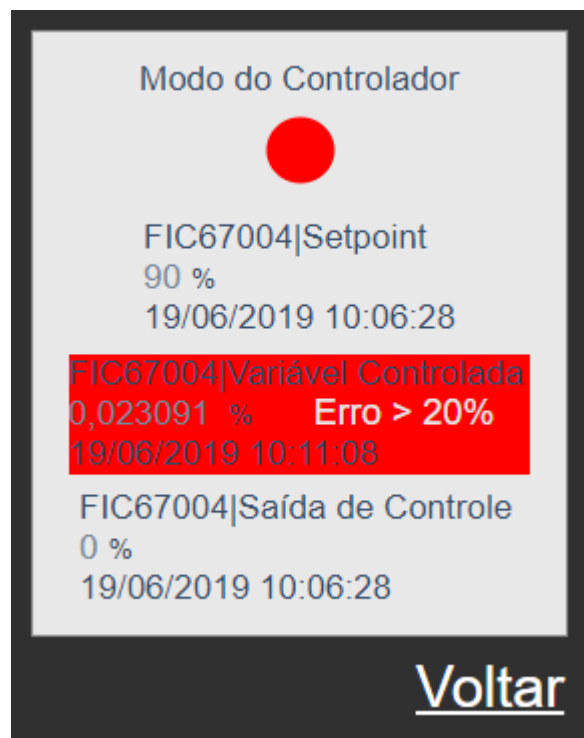 Modo do Controlador
FIC67004|Setpoint
90 %
19/06/2019 10:06:28
FIC67004|Variável Controlada
0,023091 % Erro > 20%
19/06/2019 10:11:08
FIC67004|Saída de Controle
0 %
19/06/2019 10:06:28
Voltar